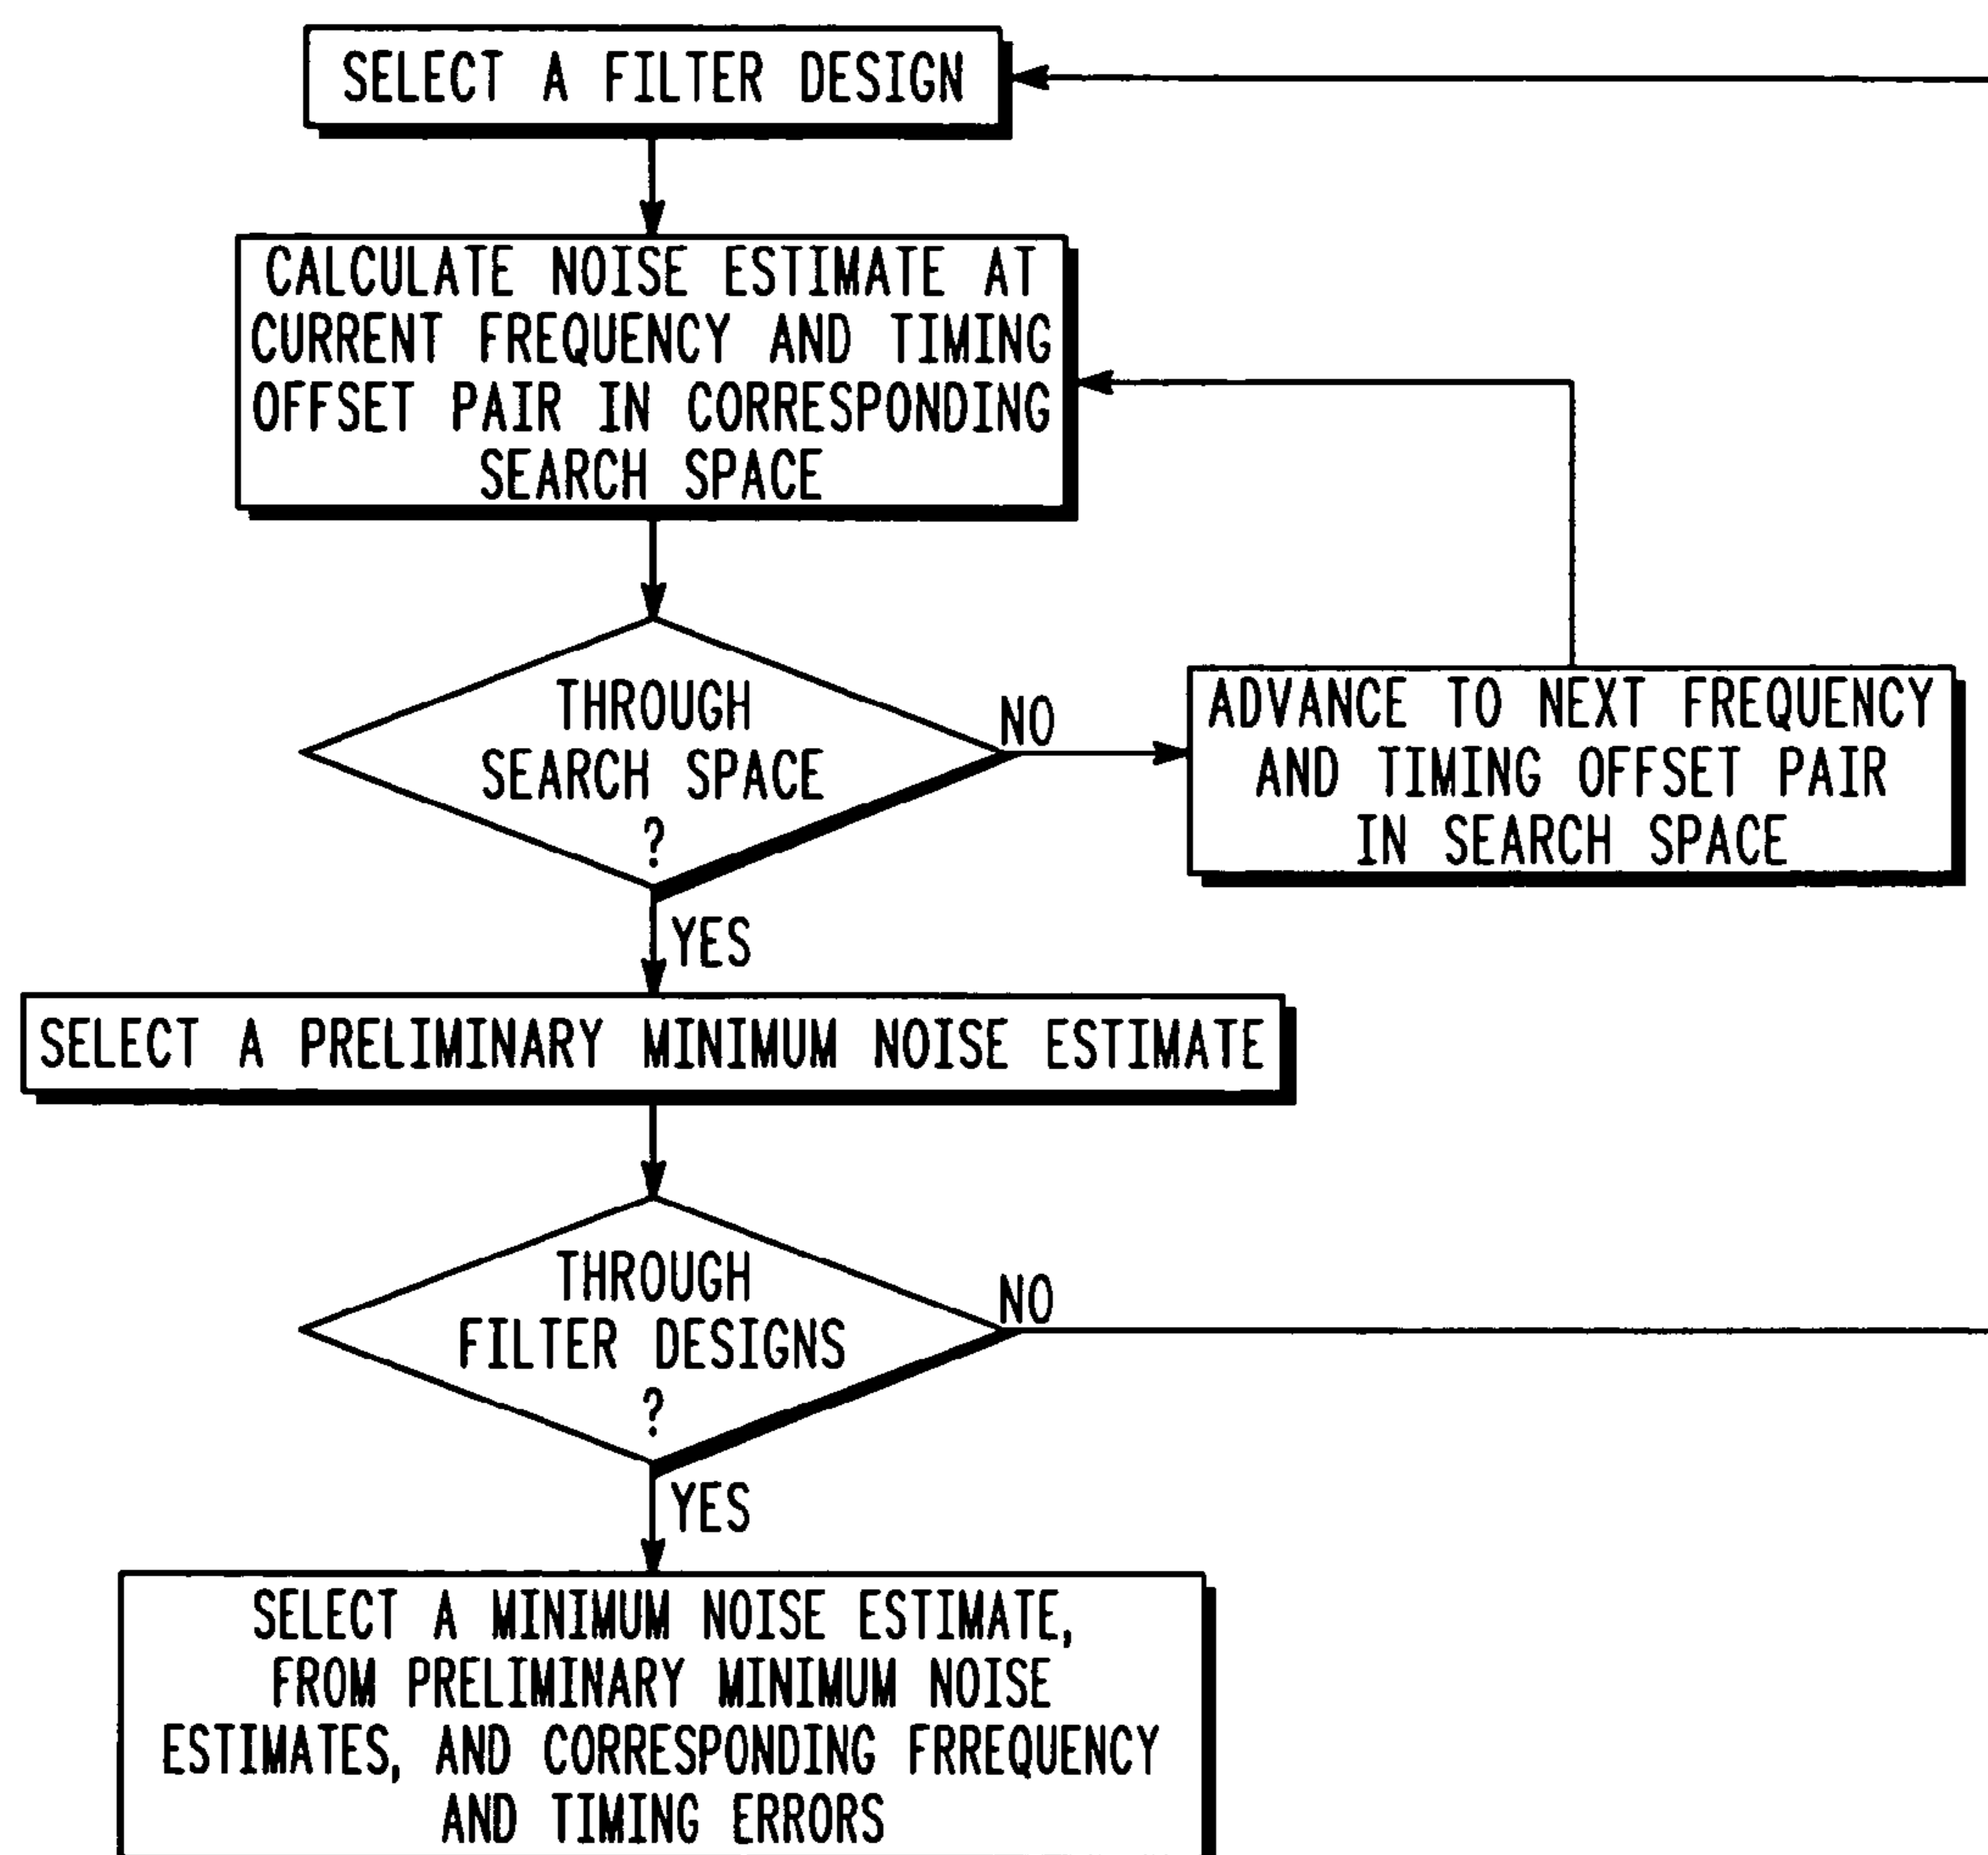 SELECT A FILTER DESIGN
CALCULATE NOISE ESTIMATE AT
CURRENT FREQUENCY AND TIMING
OFFSET PAIR IN CORRESPONDING
SEARCH SPACE
THROUGH
SEARCH SPACE
?
NO
ADVANCE TO NEXT FREQUENCY
AND TIMING OFFSET PAIR
IN SEARCH SPACE
YES
SELECT A PRELIMINARY MINIMUM NOISE ESTIMATE
THROUGH
FILTER DESIGNS
?
NO
YES
SELECT A MINIMUM NOISE ESTIMATE,
FROM PRELIMINARY MINIMUM NOISE
ESTIMATES, AND CORRESPONDING FRREQUENCY
AND TIMING ERRORS